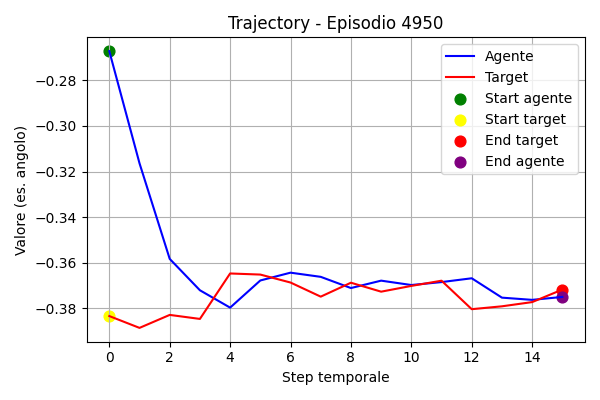 Trajectory - Episodio 4950
Agente
Target
Start agente
Start target
End target
End agente
Valore (es. angolo)
−0.28
−0.30
−0.32
−0.34
−0.36
−0.38
0 2 4 6 8 10 12 14
Step temporale